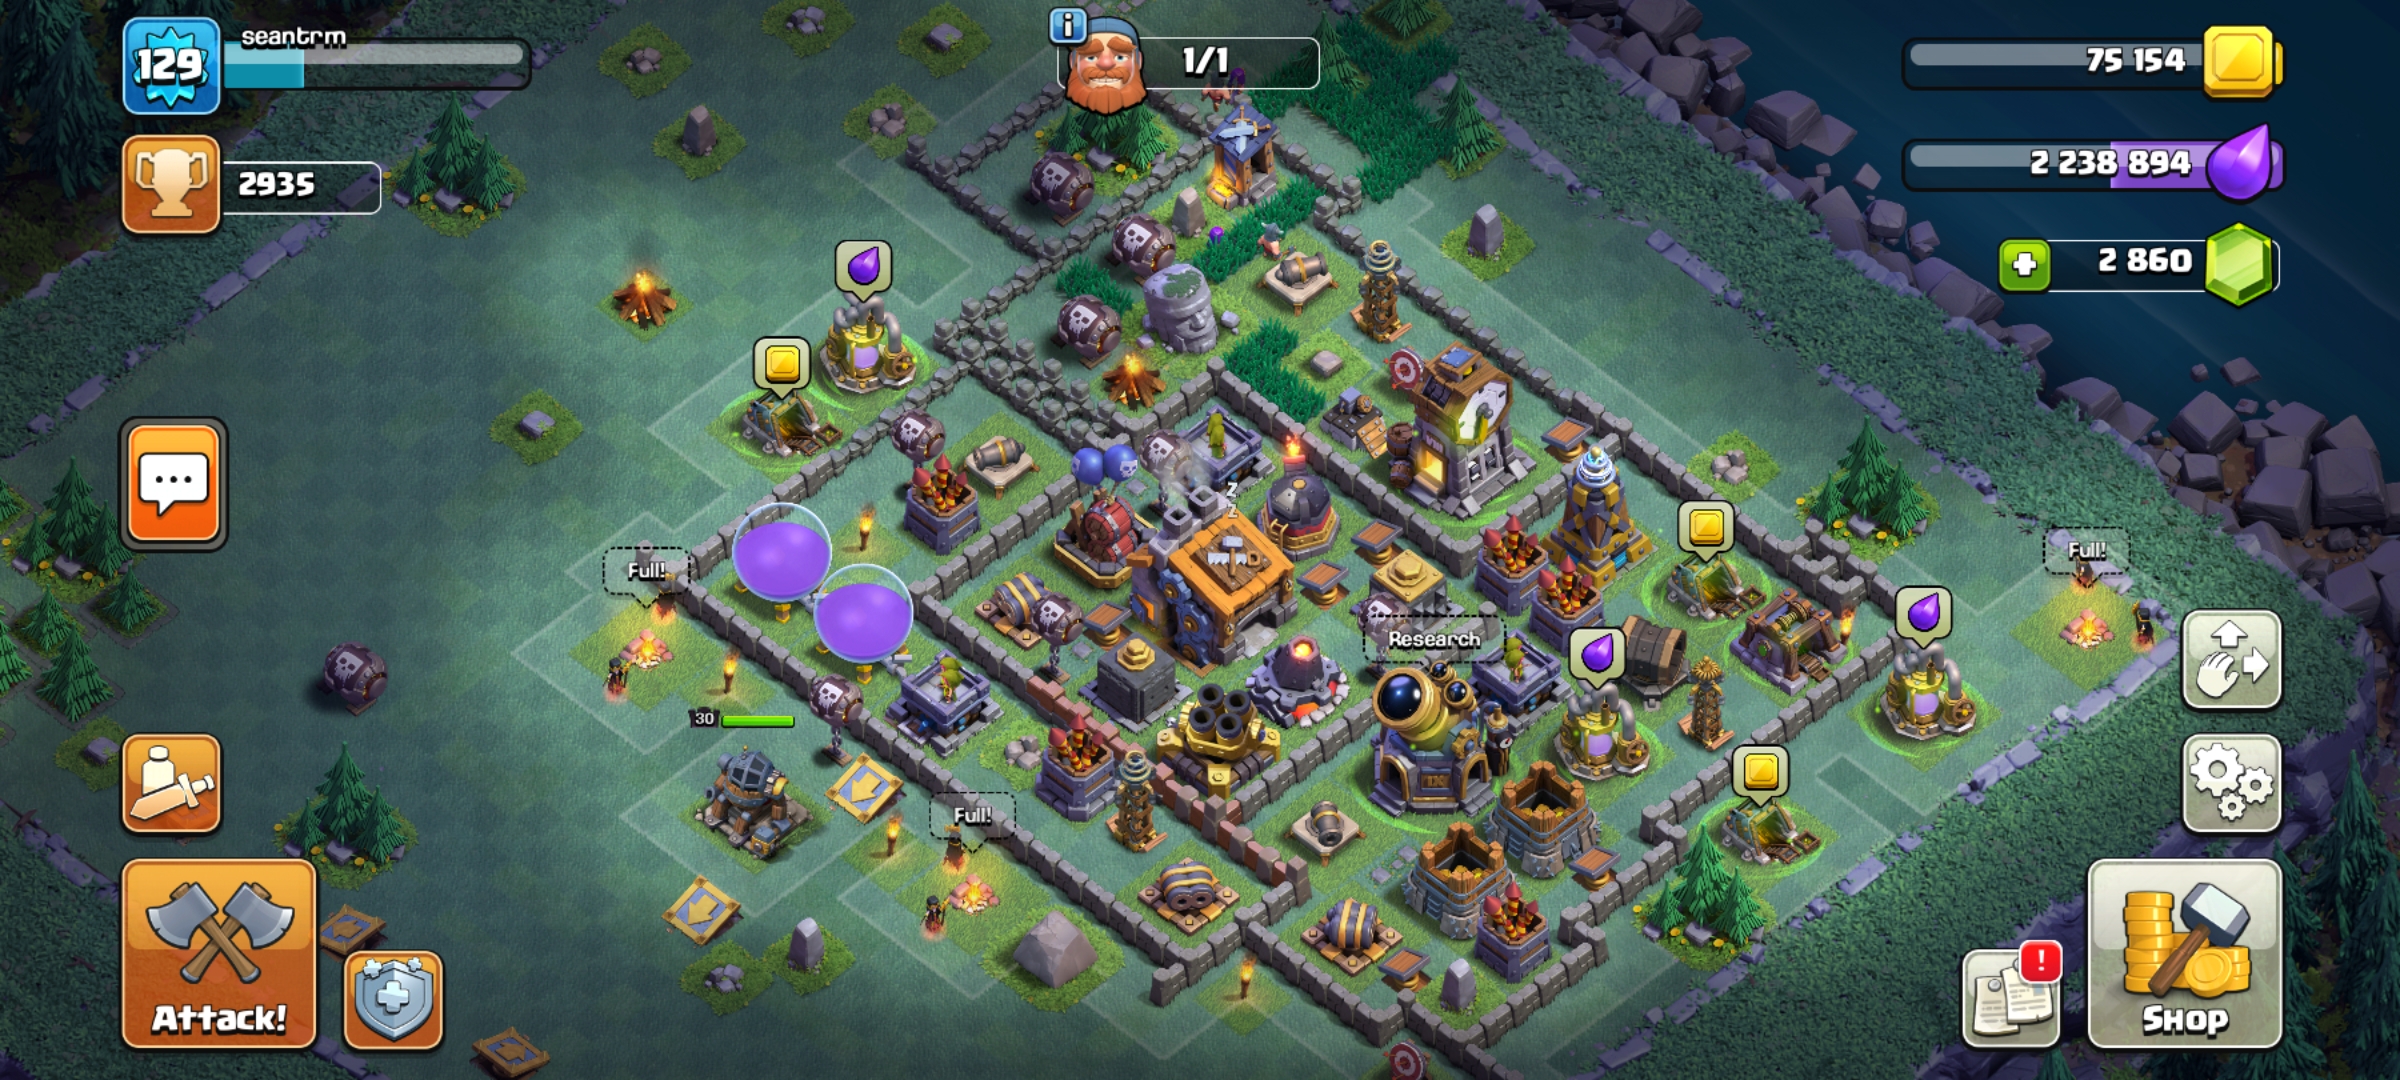 seantrm
129
1/1
75 154
2935
2 238 894
2 860
z
z
Full!
Full!
Research
30
Full!
IX
!
Attack!
Shop